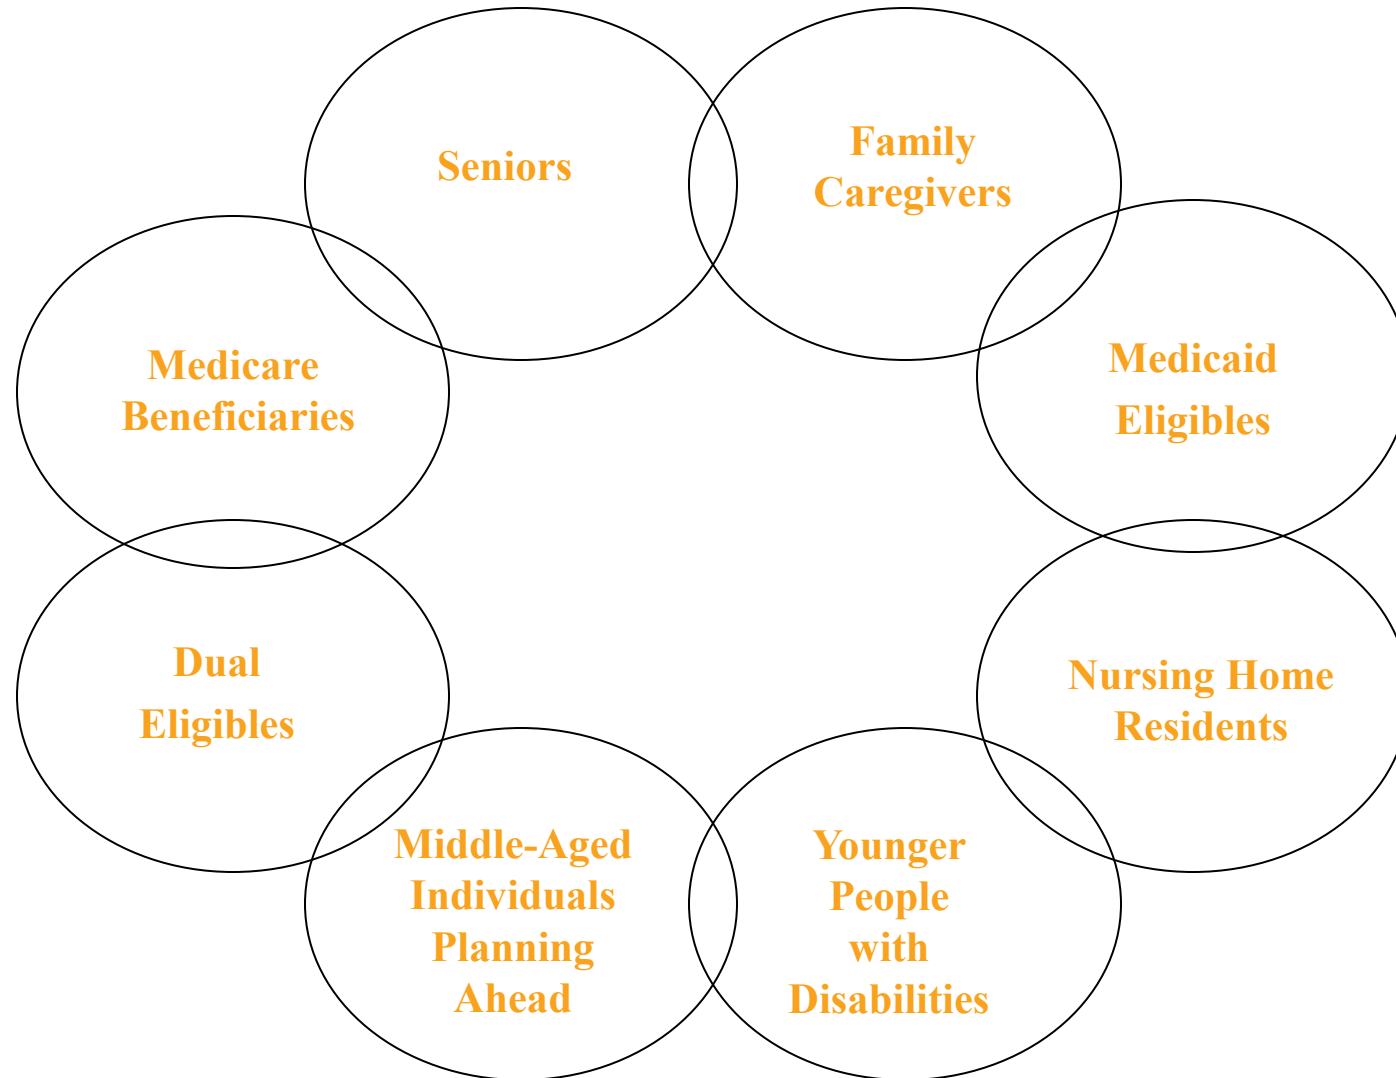 Seniors
Family
Caregivers
Medicare
Beneficiaries
Medicaid
Eligibles
Dual
Eligibles
Nursing Home
Residents
Middle-Aged
Individuals
Planning
Ahead
Younger
People
with
Disabilities